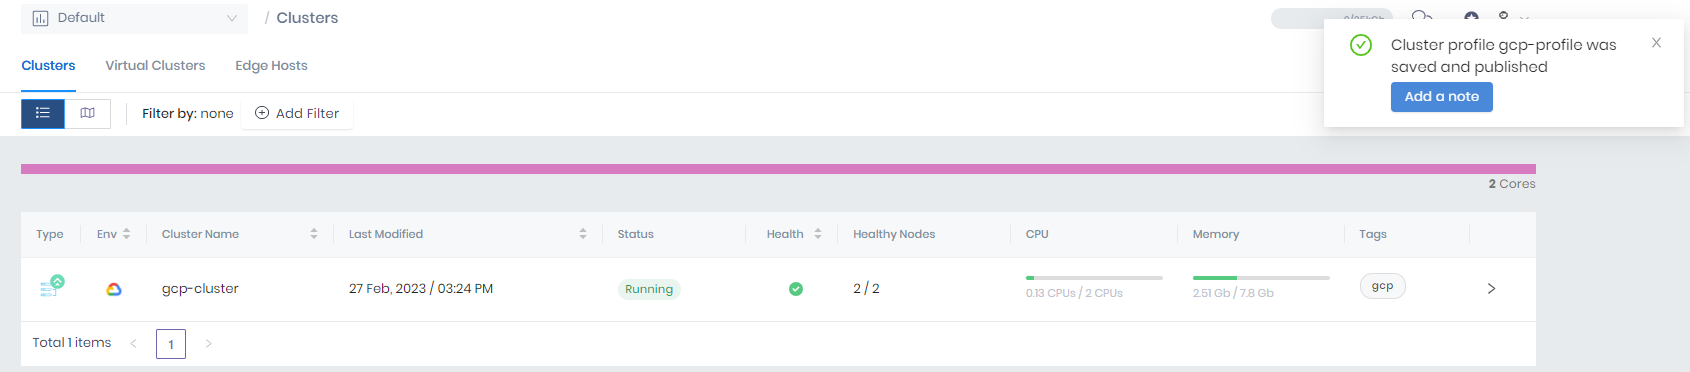 Default
/ Clusters
Cluster profile gcp-profile was
saved and published
Add a note
Clusters
Virtual Clusters
Edge Hosts
Filter by: none
Add Filter
2 Cores
Type
Env
Cluster Name
Last Modified
Status
Health
Healthy Nodes
CPU
Memory
Tags
gcp-cluster
27 Feb, 2023 / 03:24 PM
Running
2 / 2
0.13 CPUs / 2 CPUs
2.51 Gb / 7.8 Gb
gcp
Total 1 items
1